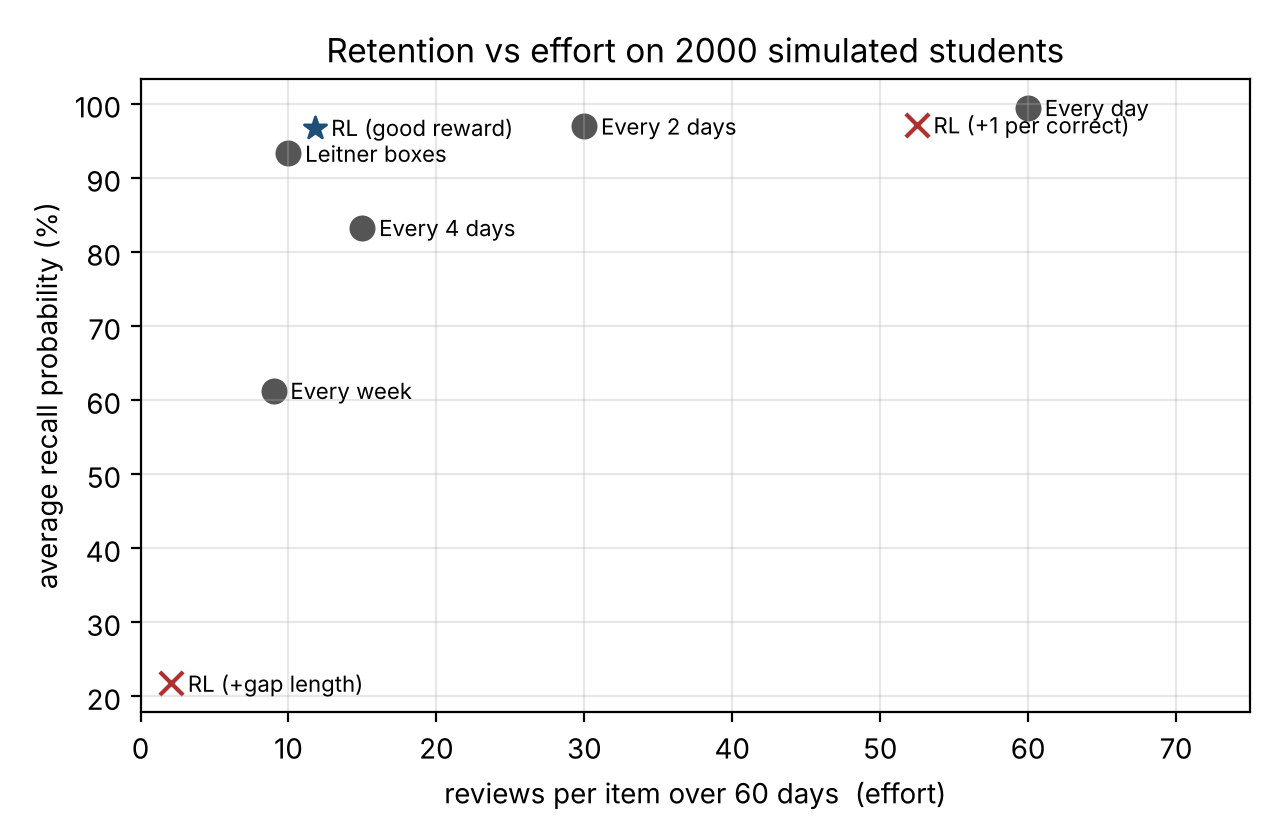 Retention vs effort on 2000 simulated students
100
90
80
70
60
50
40
30
20
average recall probability (%)
Every day
RL (good reward)
Every 2 days
RL (+1 per correct)
Leitner boxes
Every 4 days
Every week
RL (+gap length)
0 10 20 30 40 50 60 70
reviews per item over 60 days (effort)